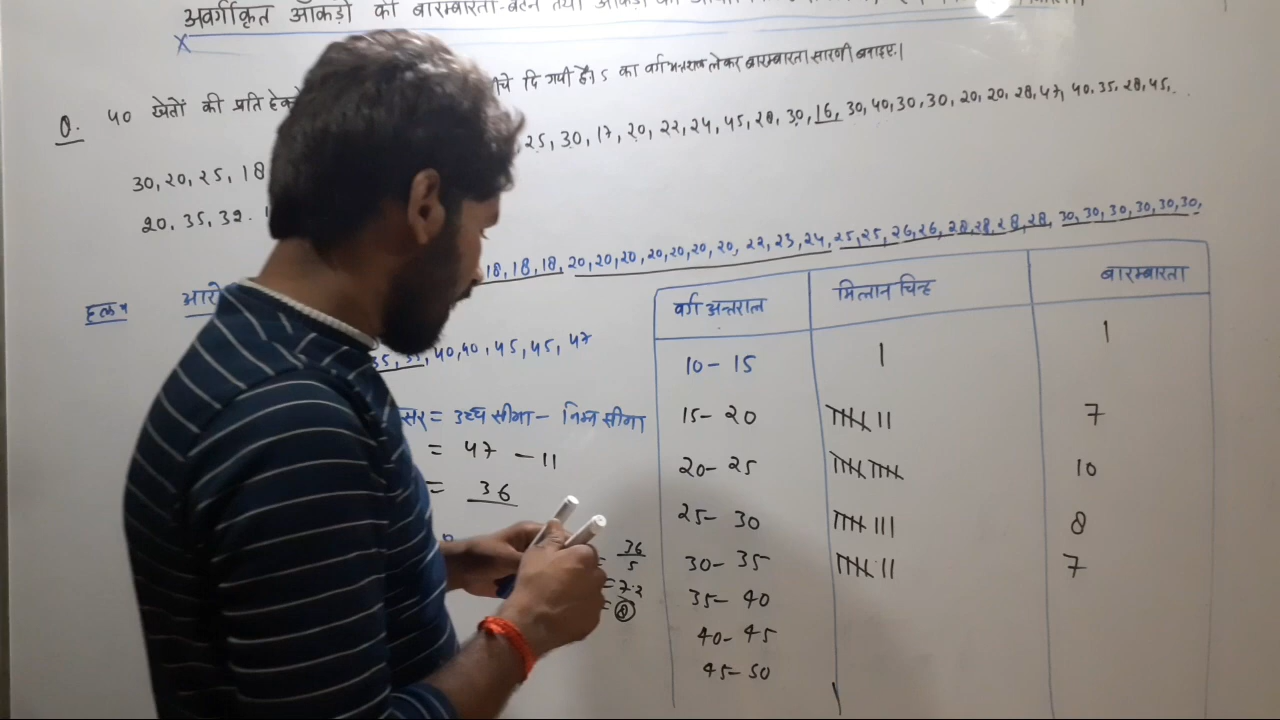 अवर्गीकृत आँकड़ों का बारम्बारता-बंटन तथा आँकड़ों का
Q. 40 खेतों की प्रति हेक्टे नीचे दि गयी है। 5 का वर्ग अन्तराल लेकर बारम्बारता सारणी बनाइए।
30, 20, 25, 18 25, 30, 17, 20, 22, 24, 45, 28, 30, 16, 30, 40, 30, 30, 20, 20, 28, 47, 40, 35, 28, 45,
20, 35, 32.
हल 18, 18, 18, 20, 20, 20, 20, 20, 20, 20, 22, 23, 24, 25, 25, 26, 26, 28, 28, 28, 28, 30, 30, 30, 30, 30, 30,
35, 35, 40, 40, 45, 45, 47
= उच्च सीमा - निम्न सीमा
= 47 - 11
= 36
= 36/5
= 7.2
= 8
वर्ग अन्तराल मिलान चिन्ह बारम्बारता
10 - 15 | 1
15 - 20 |||| || 7
20 - 25 |||| |||| 10
25 - 30 |||| ||| 8
30 - 35 |||| || 7
35 - 40
40 - 45
45 - 50